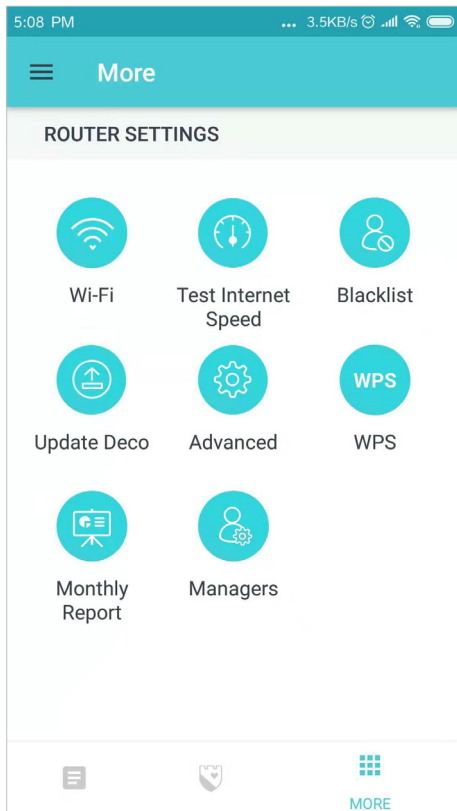 5:08 PM ... 3.5KB/s
More
ROUTER SETTINGS
Wi-Fi Test Internet Blacklist
Speed
WPS
Update Deco Advanced WPS
Monthly Managers
Report
MORE